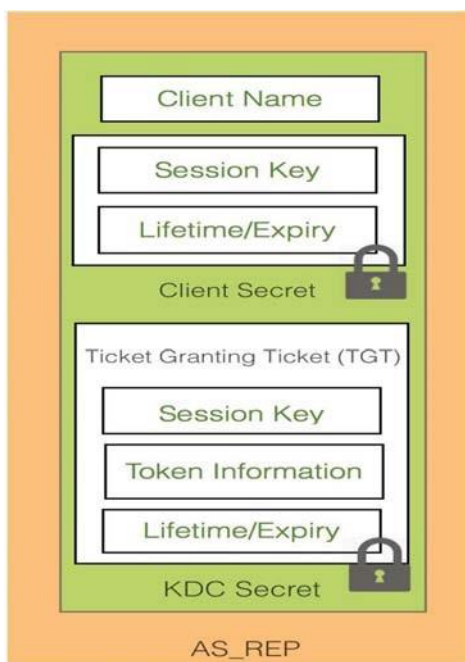 Client Name
Session Key
Lifetime/Expiry
Client Secret
Ticket Granting Ticket (TGT)
Session Key
Token Information
Lifetime/Expiry
KDC Secret
AS_REP